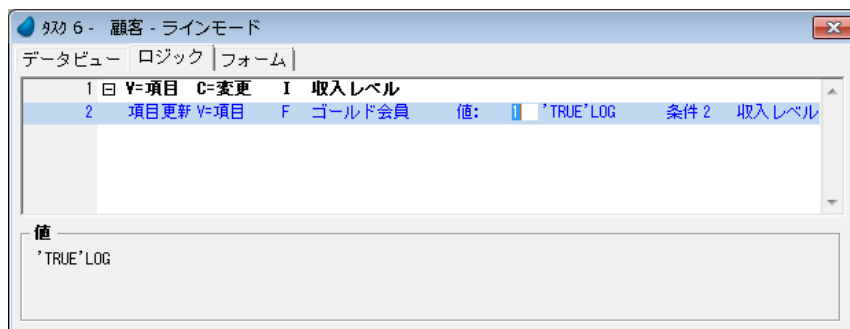 ﾀｽｸ 6 - 顧客 - ラインモード
データビュー ロジック フォーム
1 V=項目 C=変更 I 収入レベル
2 項目更新 V=項目 F ゴールド会員 値: 1 'TRUE'LOG 条件 2 収入レベル
値
'TRUE'LOG